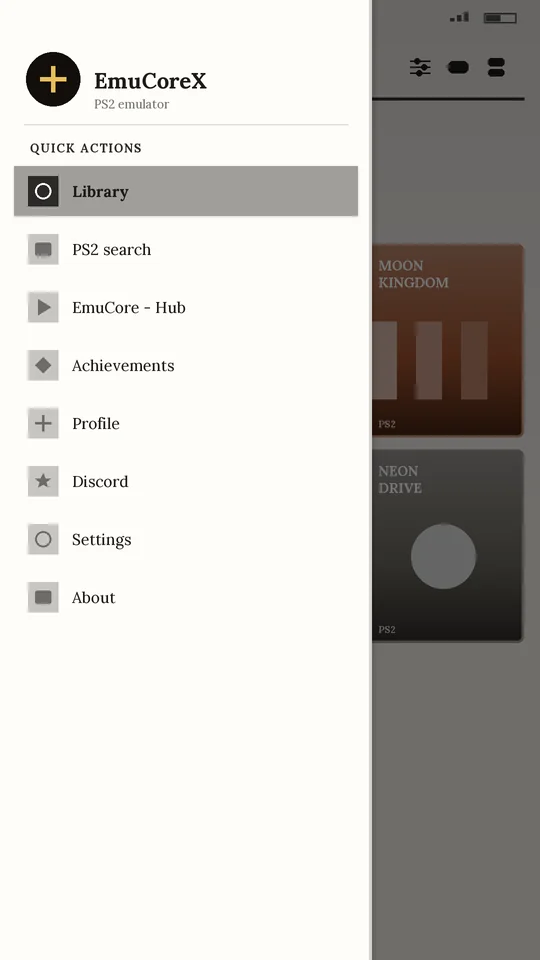 EmuCoreX
PS2 emulator
QUICK ACTIONS
Library
PS2 search
EmuCore - Hub
Achievements
Profile
Discord
Settings
About
MOON
KINGDOM
PS2
NEON
DRIVE
PS2